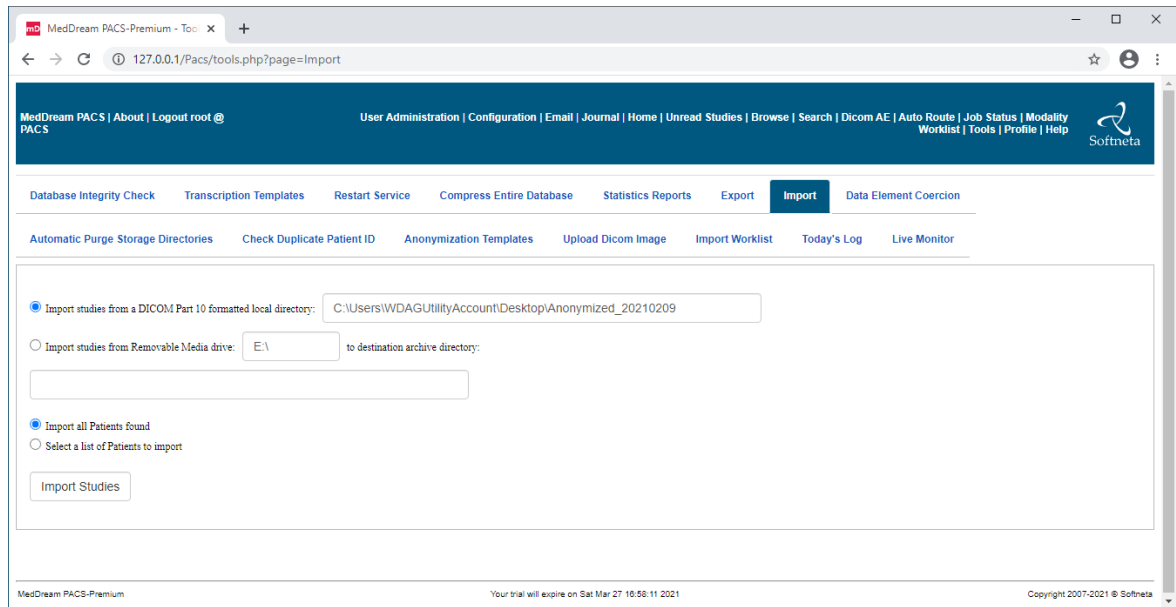 mD MedDream PACS-Premium - Too
127.0.0.1/Pacs/tools.php?page=Import
MedDream PACS | About | Logout root @
PACS
User Administration | Configuration | Email | Journal | Home | Unread Studies | Browse | Search | Dicom AE | Auto Route | Job Status | Modality
Worklist | Tools | Profile | Help
Softneta
Database Integrity Check Transcription Templates Restart Service Compress Entire Database Statistics Reports Export Import Data Element Coercion
Automatic Purge Storage Directories Check Duplicate Patient ID Anonymization Templates Upload Dicom Image Import Worklist Today's Log Live Monitor
Import studies from a DICOM Part 10 formatted local directory: C:\Users\WDAGUtilityAccount\Desktop\Anonymized_20210209
Import studies from Removable Media drive: E:\ to destination archive directory:
Import all Patients found
Select a list of Patients to import
Import Studies
MedDream PACS-Premium Your trial will expire on Sat Mar 27 16:58:11 2021 Copyright 2007-2021 © Softneta